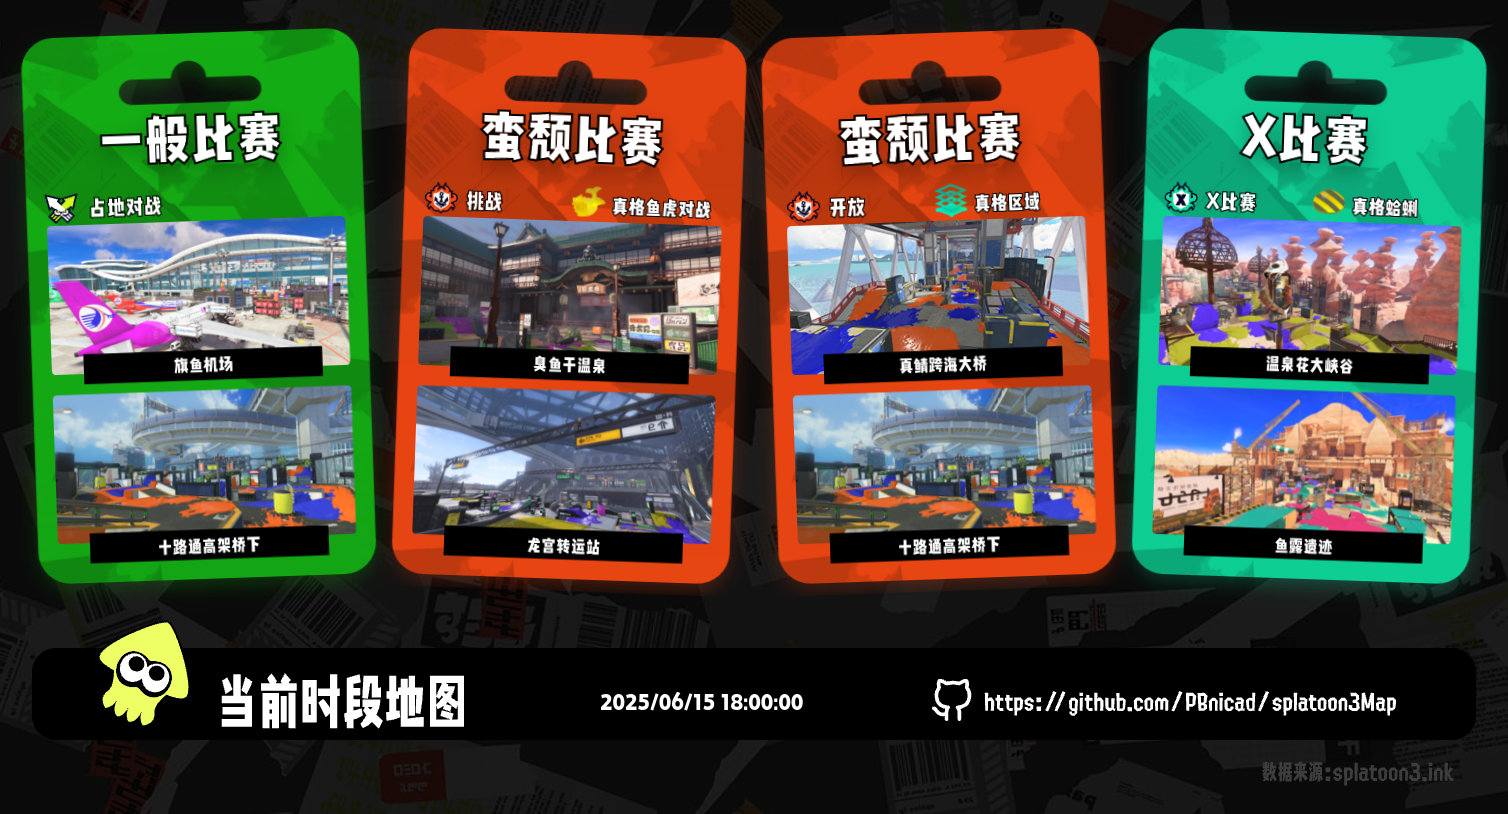 一般比赛
占地对战
旗鱼机场
十路通高架桥下
蛮颓比赛
挑战
真格鱼虎对战
臭鱼干温泉
龙宫转运站
蛮颓比赛
开放
真格区域
真鲭跨海大桥
十路通高架桥下
X比赛
X比赛
真格蛤蜊
温泉花大峡谷
鱼露遗迹
当前时段地图
2025/06/15 18:00:00
https://github.com/PBnicad/splatoon3Map
数据来源:splatoon3.ink